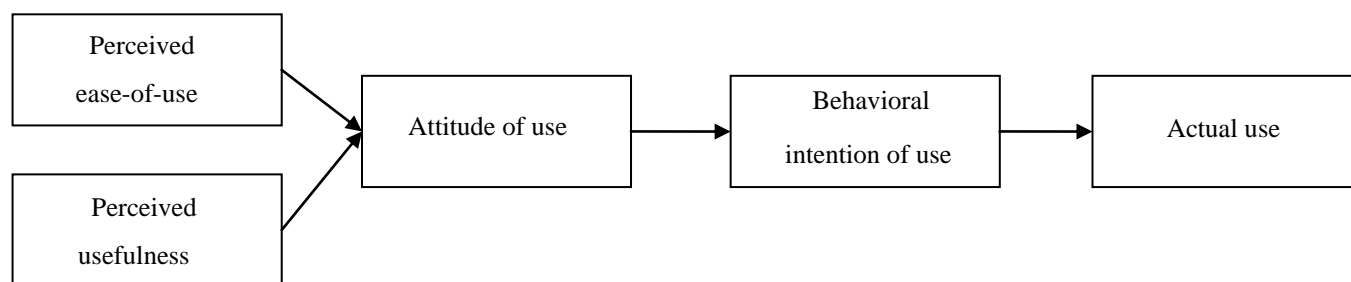 Perceived
ease-of-use
Attitude of use
Behavioral
intention of use
Actual use
Perceived
usefulness